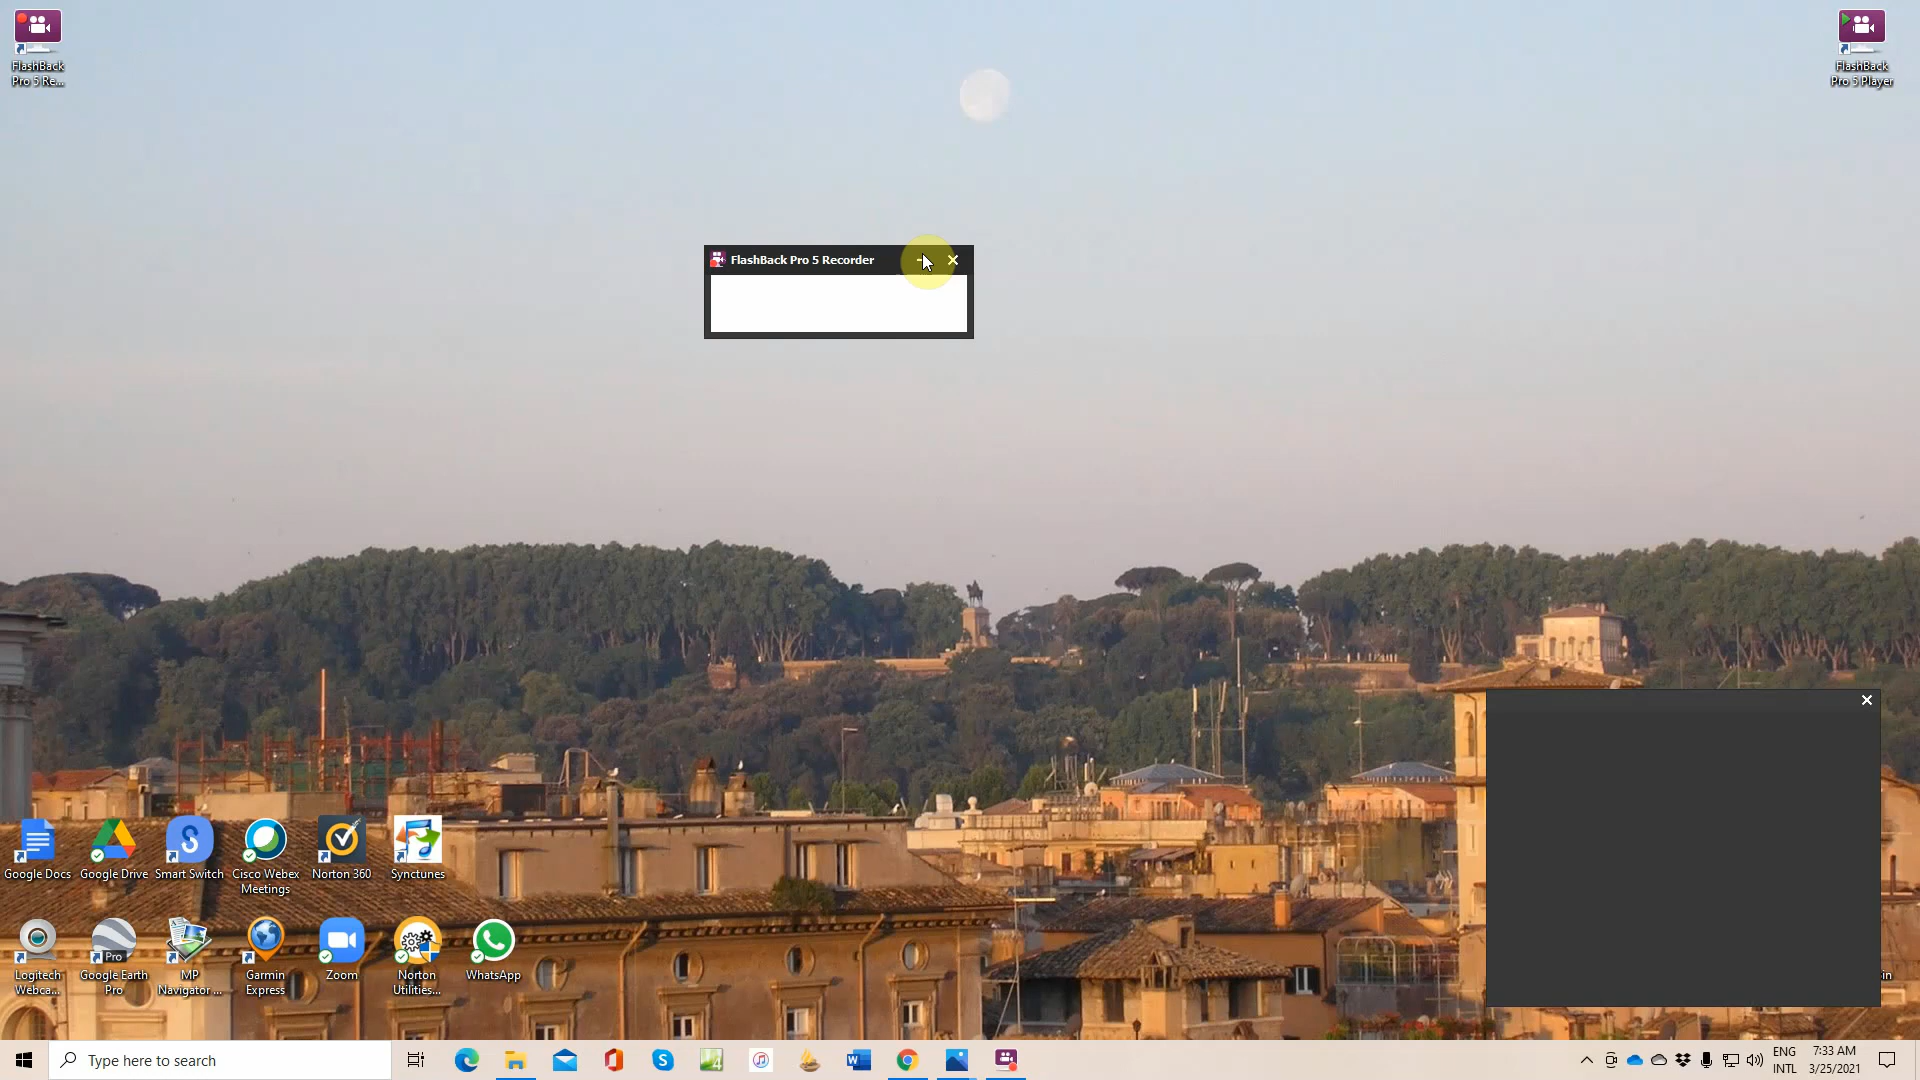 FlashBack
Pro 5 Re...
FlashBack
Pro 5 Player
FlashBack Pro 5 Recorder
Google Docs
Google Drive
Smart Switch
Cisco Webex
Meetings
Norton 360
Synctunes
Logitech
Webca...
Google Earth
Pro
MP
Navigator ...
Garmin
Express
Zoom
Norton
Utilities...
WhatsApp
in
Type here to search
ENG
INTL
7:33 AM
3/25/2021